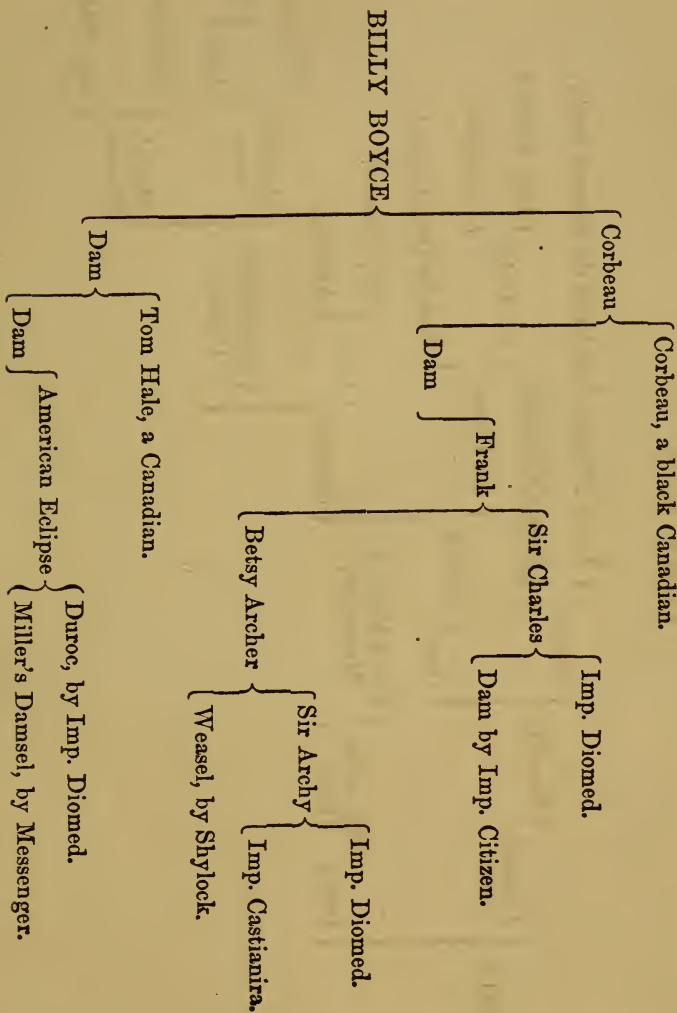 BILLY BOYCE
Corbeau
Corbeau, a black Canadian.
Dam
Frank
Sir Charles
Imp. Diomed.
Dam by Imp. Citizen.
Betsy Archer
Sir Archy
Imp. Diomed.
Imp. Castianira.
Weasel, by Shylock.
Dam
Tom Hale, a Canadian.
Dam
American Eclipse
Duroc, by Imp. Diomed.
Miller's Damsel, by Messenger.